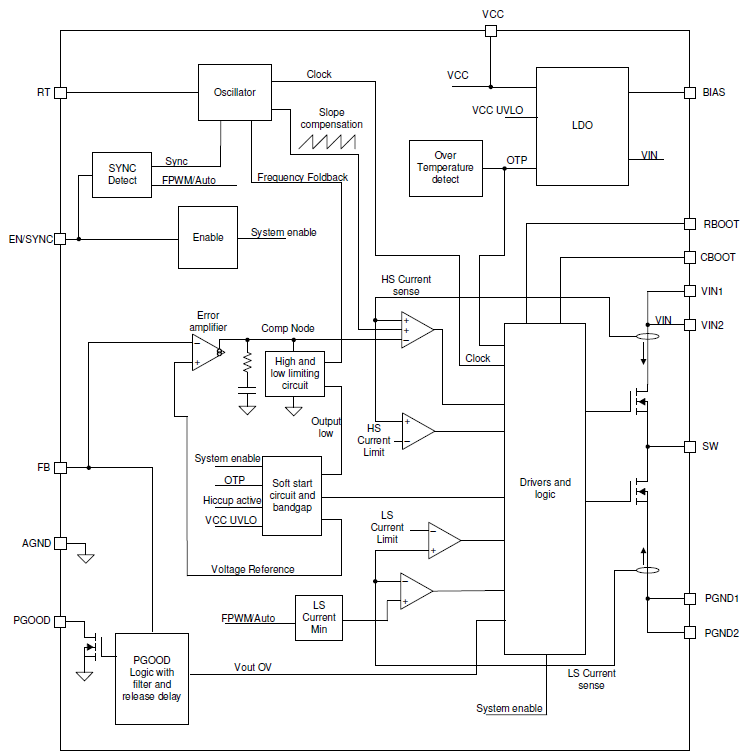 VCC
RT
Oscillator
Clock
VCC
VCC UVLO
LDO
BIAS
VIN
Slope
compensation
Over
Temperature
detect
OTP
SYNC
Detect
Sync
FPWM/Auto
Frequency Foldback
EN/SYNC
Enable
System enable
RBOOT
CBOOT
VIN1
VIN
VIN2
HS Current
sense
+
+
−
Error
amplifier
−
+
Comp Node
High and
low limiting
circuit
Clock
Output
low
HS
Current
Limit
+
−
SW
FB
System enable
OTP
Hiccup active
VCC UVLO
Soft start
circuit and
bandgap
Drivers and
logic
LS
Current
Limit
−
+
AGND
Voltage Reference
−
+
PGND1
PGOOD
FPWM/Auto
LS
Current
Min
PGND2
PGOOD
Logic with
filter and
release delay
Vout OV
LS Current
sense
System enable